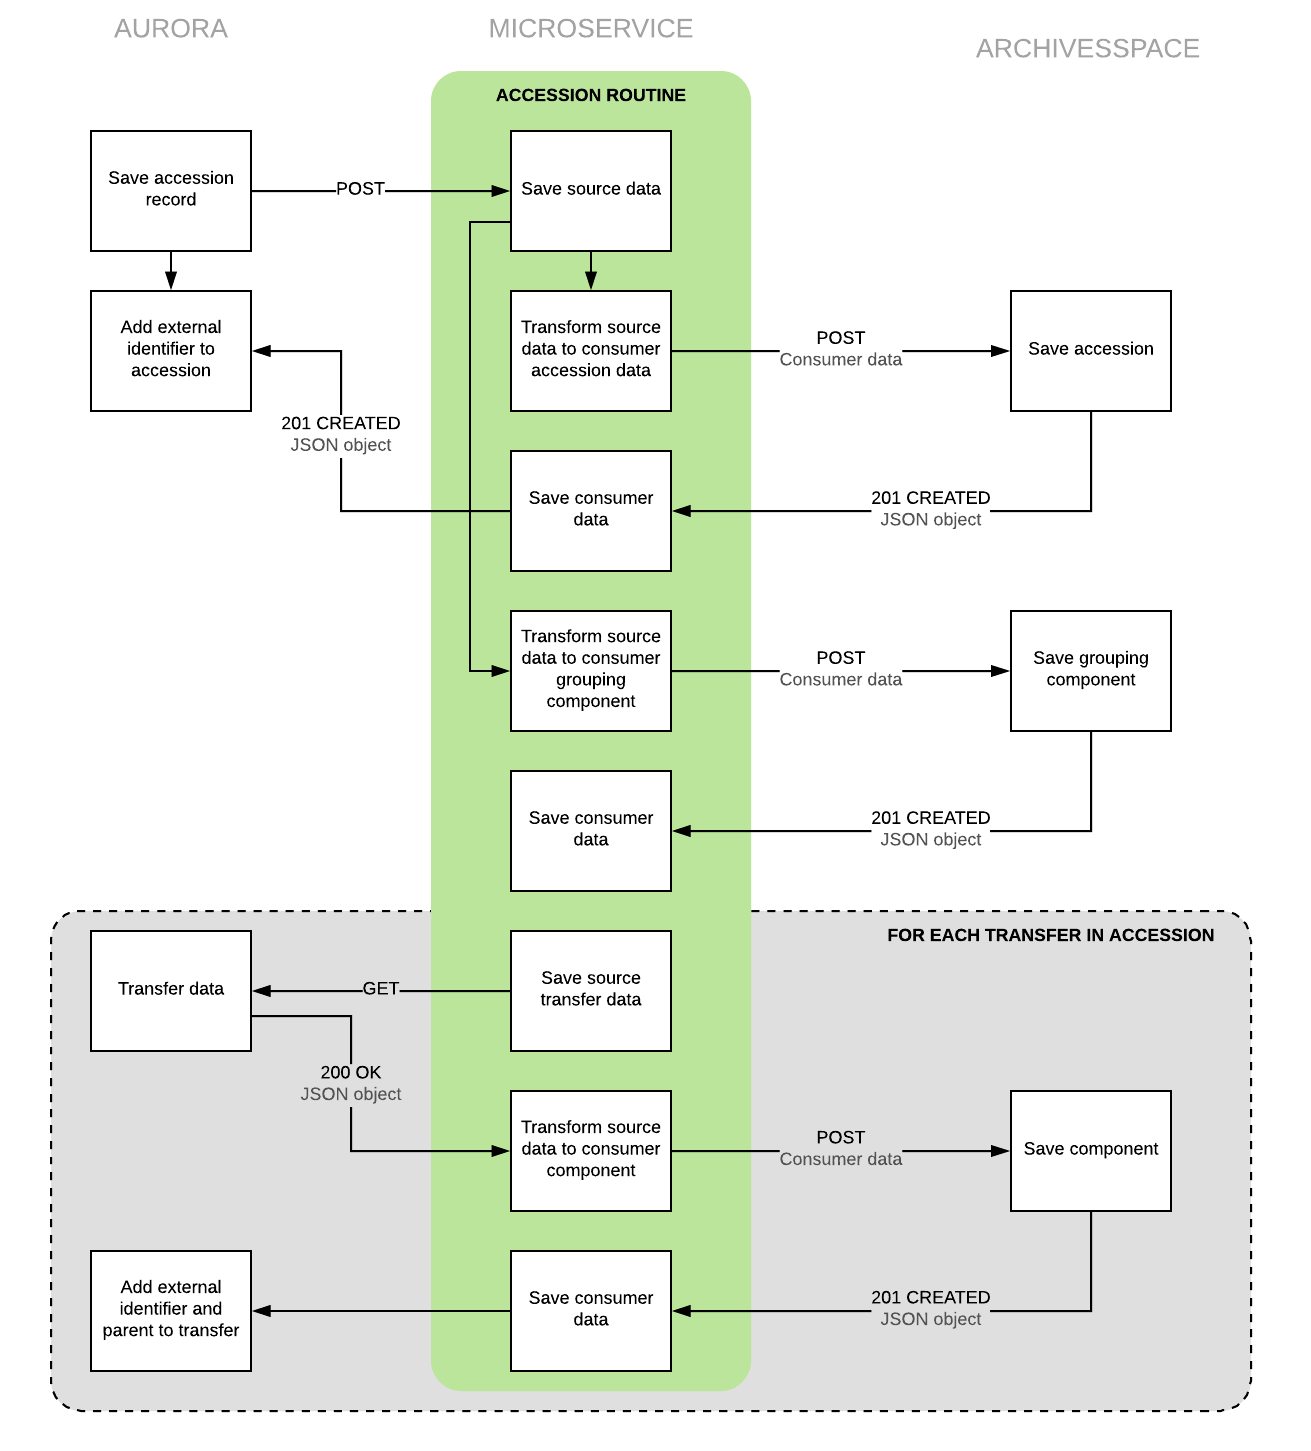 AURORA
MICROSERVICE
ARCHIVESSPACE
ACCESSION ROUTINE
Save accession
record
POST
Save source data
Add external
identifier to
accession
Transform source
data to consumer
accession data
POST
Consumer data
Save accession
201 CREATED
JSON object
Save consumer
data
201 CREATED
JSON object
Transform source
data to consumer
grouping
component
POST
Consumer data
Save grouping
component
Save consumer
data
201 CREATED
JSON object
FOR EACH TRANSFER IN ACCESSION
Transfer data
GET
Save source
transfer data
200 OK
JSON object
Transform source
data to consumer
component
POST
Consumer data
Save component
Add external
identifier and
parent to transfer
Save consumer
data
201 CREATED
JSON object